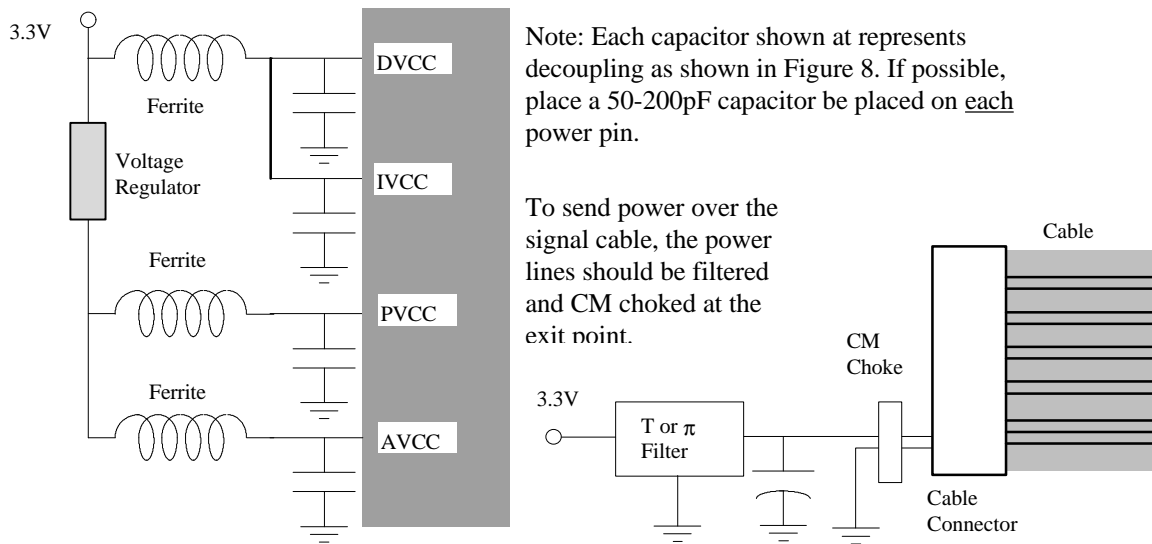 3.3V
Ferrite
DVCC
Voltage
Regulator
IVCC
Ferrite
PVCC
Ferrite
AVCC
Note: Each capacitor shown at represents
decoupling as shown in Figure 8. If possible,
place a 50-200pF capacitor be placed on each
power pin.
To send power over the
signal cable, the power
lines should be filtered
and CM choked at the
exit point.
Cable
CM
Choke
3.3V
T or π
Filter
Cable
Connector